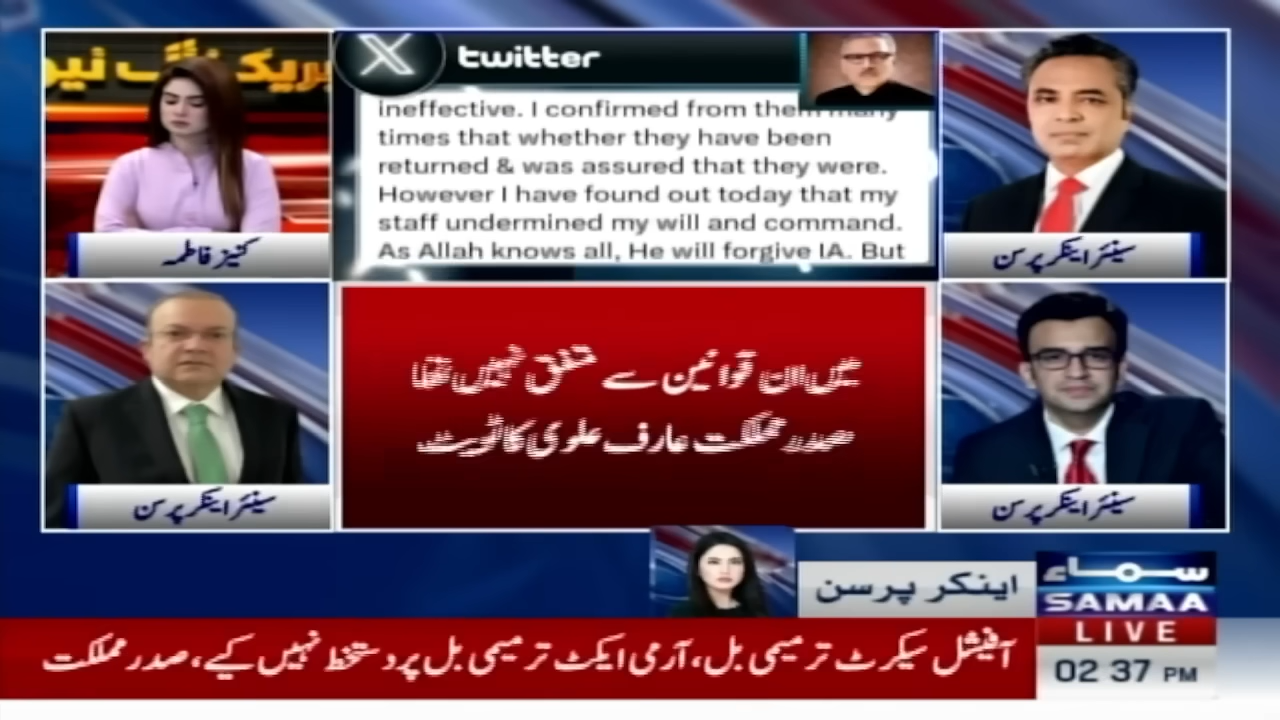 بریکنگ نیو
X twitter
ineffective. I confirmed from them many
times that whether they have been
returned & was assured that they were.
However I have found out today that my
staff undermined my will and command.
As Allah knows all, He will forgive IA. But
کنیز فاطمہ
سینئر اینکر پرسن
میں ان قوانین سے متفق نہیں تھا
صدر مملکت عارف علوی کا ٹویٹ
سینئر اینکر پرسن
سینئر اینکر پرسن
اینکر پرسن
سماء
SAMAA
LIVE
02 37 PM
آفیشل سیکرٹ ترمیمی بل، آرمی ایکٹ ترمیمی بل پر دستخط نہیں کیے، صدر مملکت